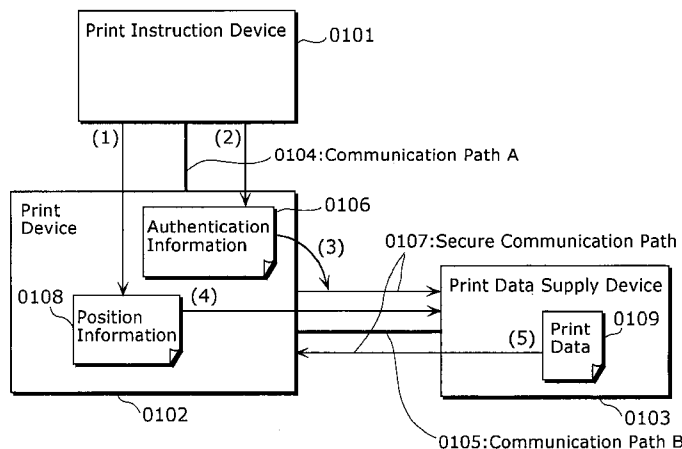 Print Instruction Device
0101
(1)
(2)
0104:Communication Path A
Print
Device
0106
Authentication
Information
(3)
0107:Secure Communication Path
0108
Position
Information
(4)
Print Data Supply Device
Print
Data
0109
(5)
0102
0103
0105:Communication Path B